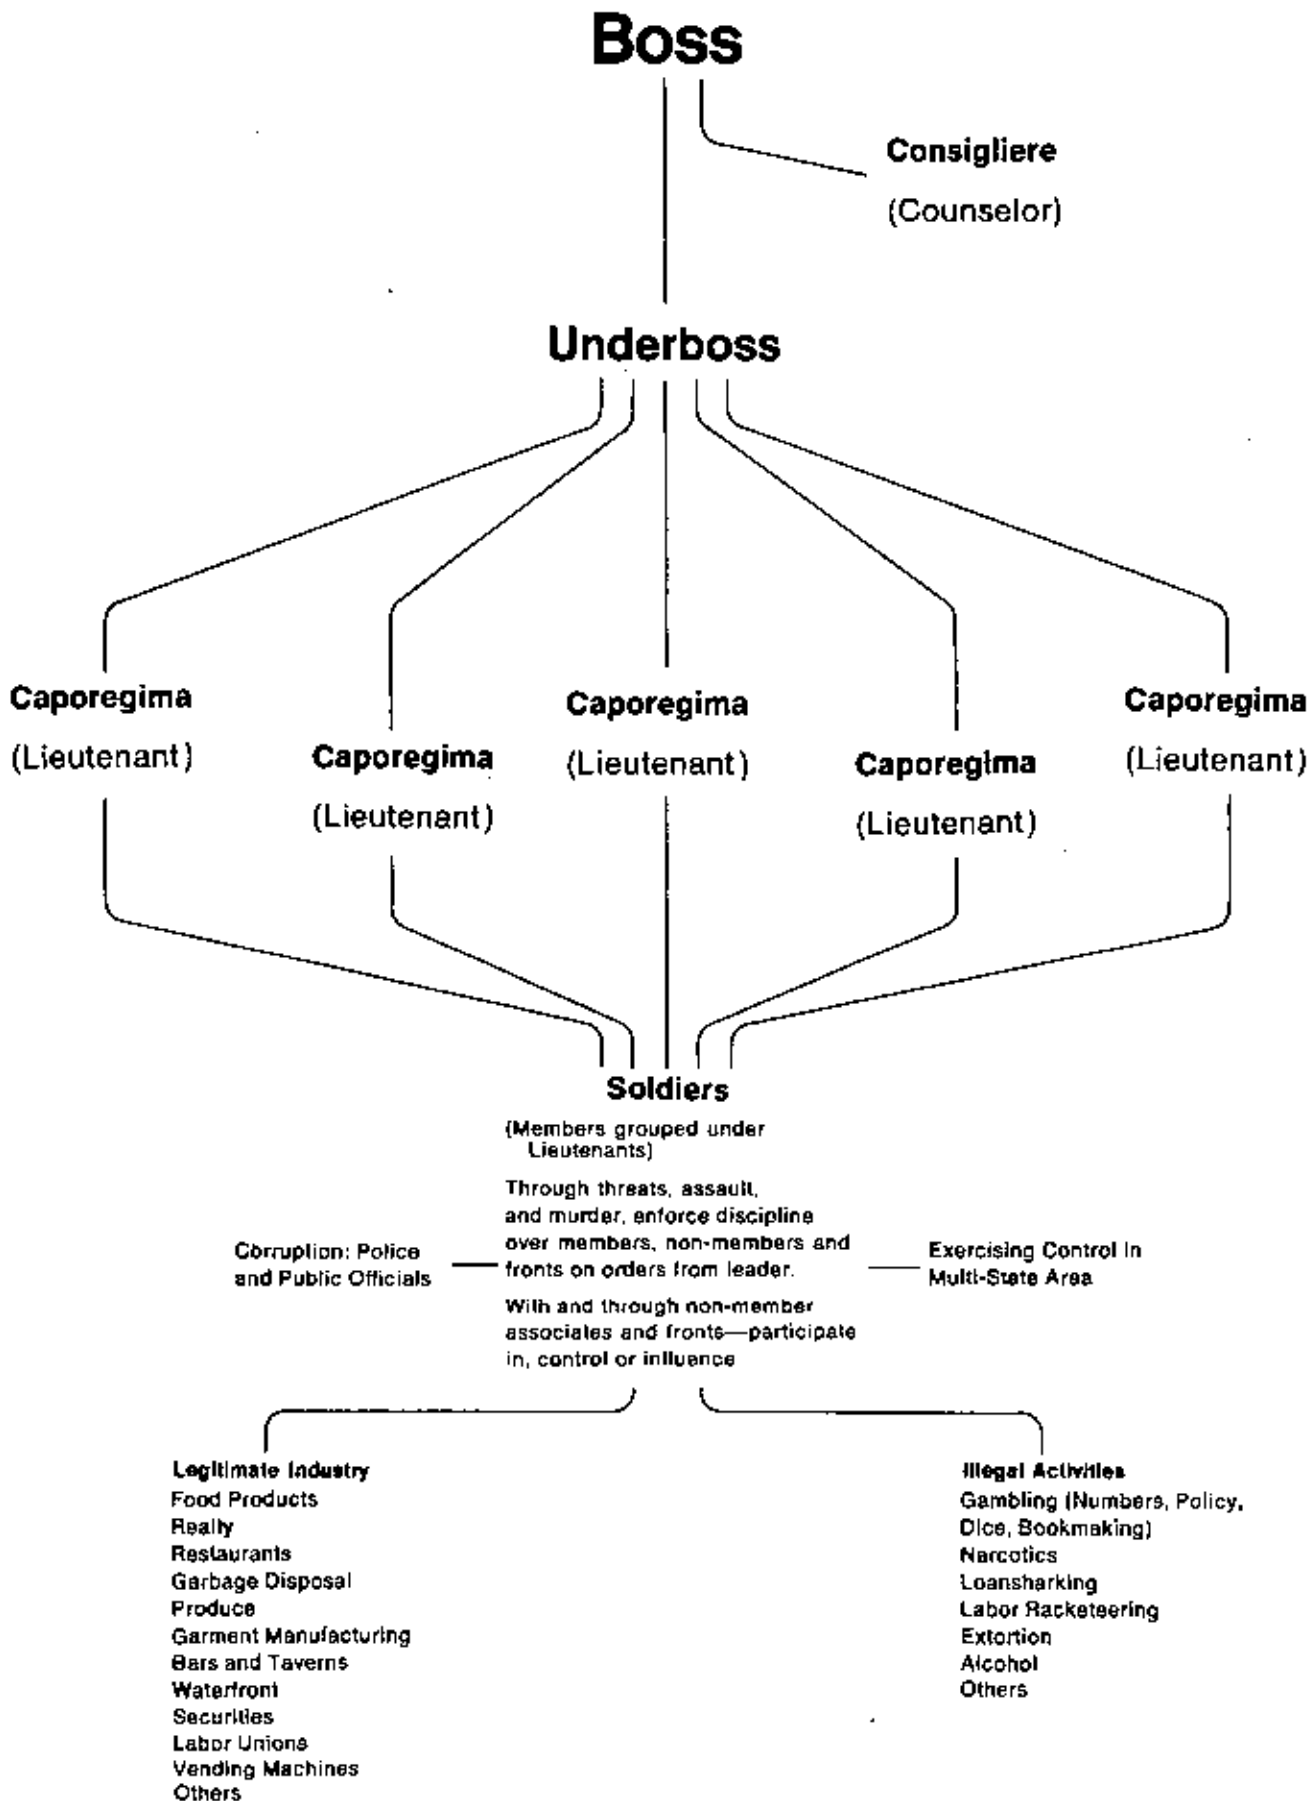 Boss
Consigliere
(Counselor)
Underboss
Caporegima
(Lieutenant)
Caporegima
(Lieutenant)
Caporegima
(Lieutenant)
Caporegima
(Lieutenant)
Caporegima
(Lieutenant)
Soldiers
(Members grouped under
Lieutenants)
Through threats, assault,
and murder, enforce discipline
over members, non-members and
fronts on orders from leader.
Corruption: Police
and Public Officials
Exercising Control In
Multi-State Area
With and through non-member
associates and fronts—participate
in, control or influence
Legitimate Industry
Food Products
Realty
Restaurants
Garbage Disposal
Produce
Garment Manufacturing
Bars and Taverns
Waterfront
Securities
Labor Unions
Vending Machines
Others
Illegal Activities
Gambling (Numbers, Policy,
Dice, Bookmaking)
Narcotics
Loansharking
Labor Racketeering
Extortion
Alcohol
Others